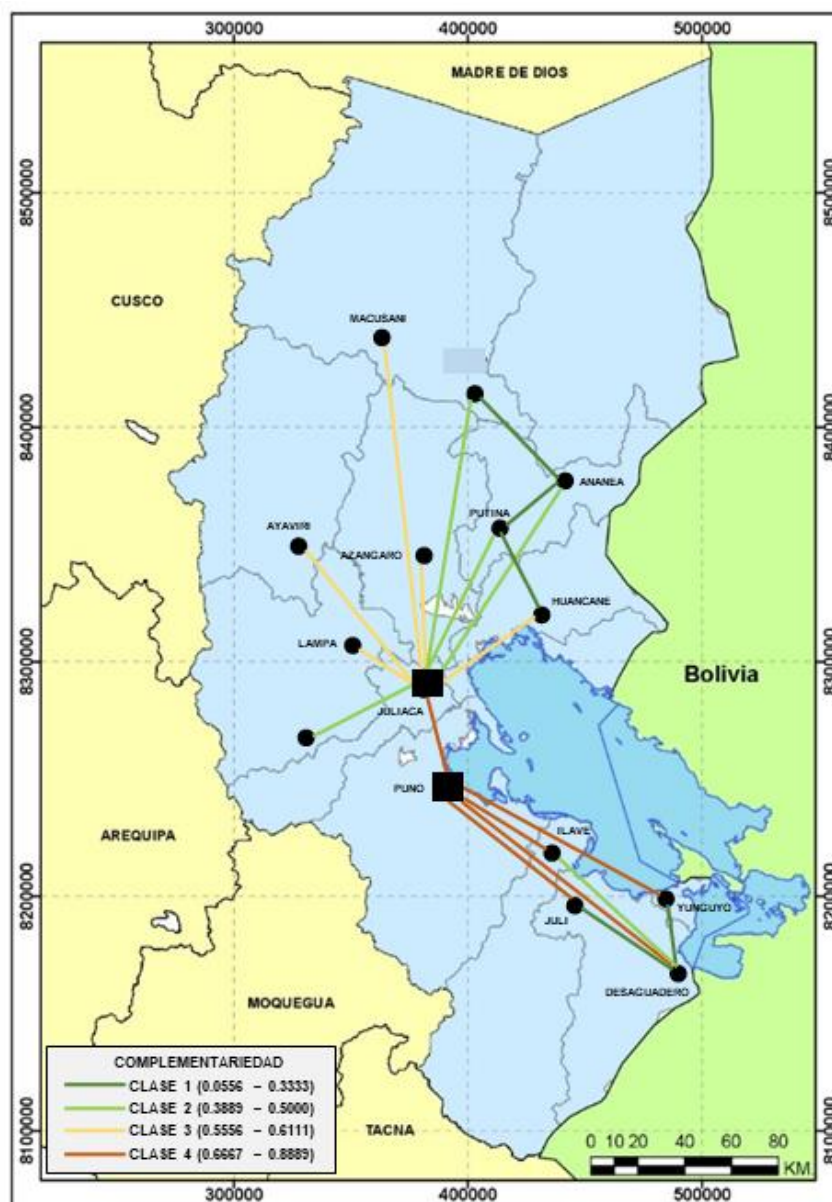 300000 400000 500000
MADRE DE DIOS
8500000 8500000
CUSCO
MACUSANI
8400000 8400000
ANANEA
PUTINA
AYAVIRI
AZANGARO
HUANCANE
LAMPA
8300000 8300000
Bolivia
JULIACA
PUNO
ILAVE
AREQUIPA
8200000 8200000
YUNGUYO
JULI
DESAGUADERO
MOQUEGUA
COMPLEMENTARIEDAD
CLASE 1 (0.0556 – 0.3333)
CLASE 2 (0.3889 – 0.5000)
CLASE 3 (0.5556 – 0.6111)
CLASE 4 (0.6667 – 0.8889)
TACNA
8100000 8100000
0 10 20 40 60 80
KM.
300000 400000 500000